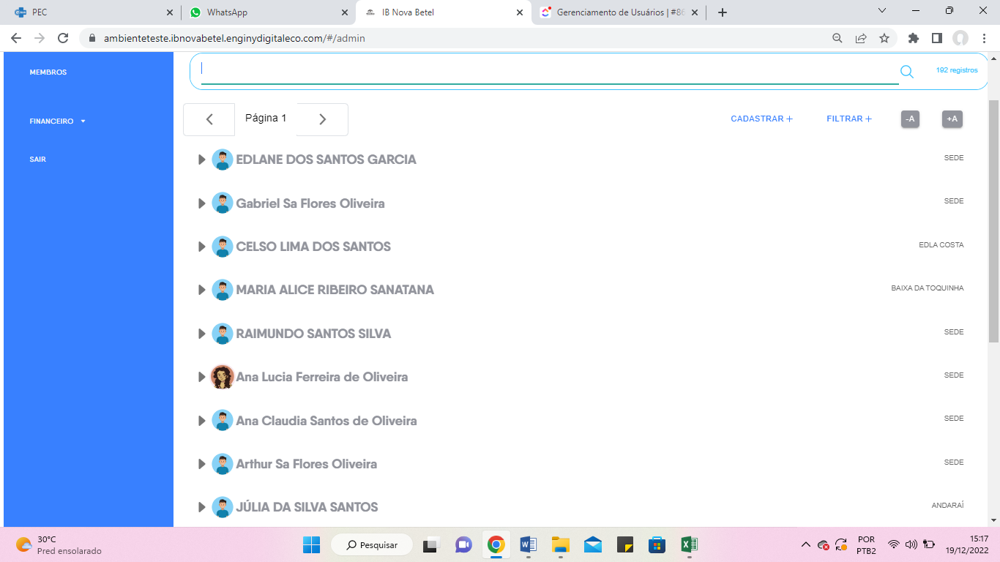 PEC
WhatsApp
IB Nova Betel
Gerenciamento de Usuários | #86
ambienteteste.ibnovabetel.enginydigitaleco.com/#/admin
MEMBROS
192 registros
FINANCEIRO
Página 1
CADASTRAR +
FILTRAR +
-A
+A
SAIR
EDLANE DOS SANTOS GARCIA
SEDE
Gabriel Sa Flores Oliveira
SEDE
CELSO LIMA DOS SANTOS
EDLA COSTA
MARIA ALICE RIBEIRO SANATANA
BAIXA DA TOQUINHA
RAIMUNDO SANTOS SILVA
SEDE
Ana Lucia Ferreira de Oliveira
SEDE
Ana Claudia Santos de Oliveira
SEDE
Arthur Sa Flores Oliveira
SEDE
JÚLIA DA SILVA SANTOS
ANDARAÍ
30°C
Pred ensolarado
Pesquisar
POR
PTB2
15:17
19/12/2022